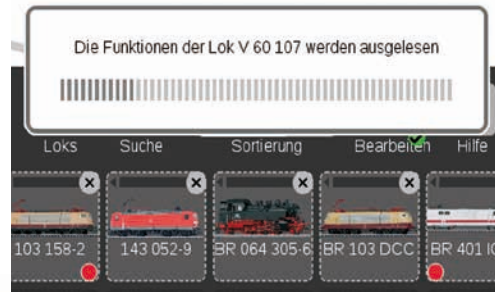 Die Funktionen der Lok V 60 107 werden ausgelesen
Loks Suche Sortierung Bearbeiten Hilfe
103 158-2 143 052-9 BR 064 305-6 BR 103 DCC BR 401